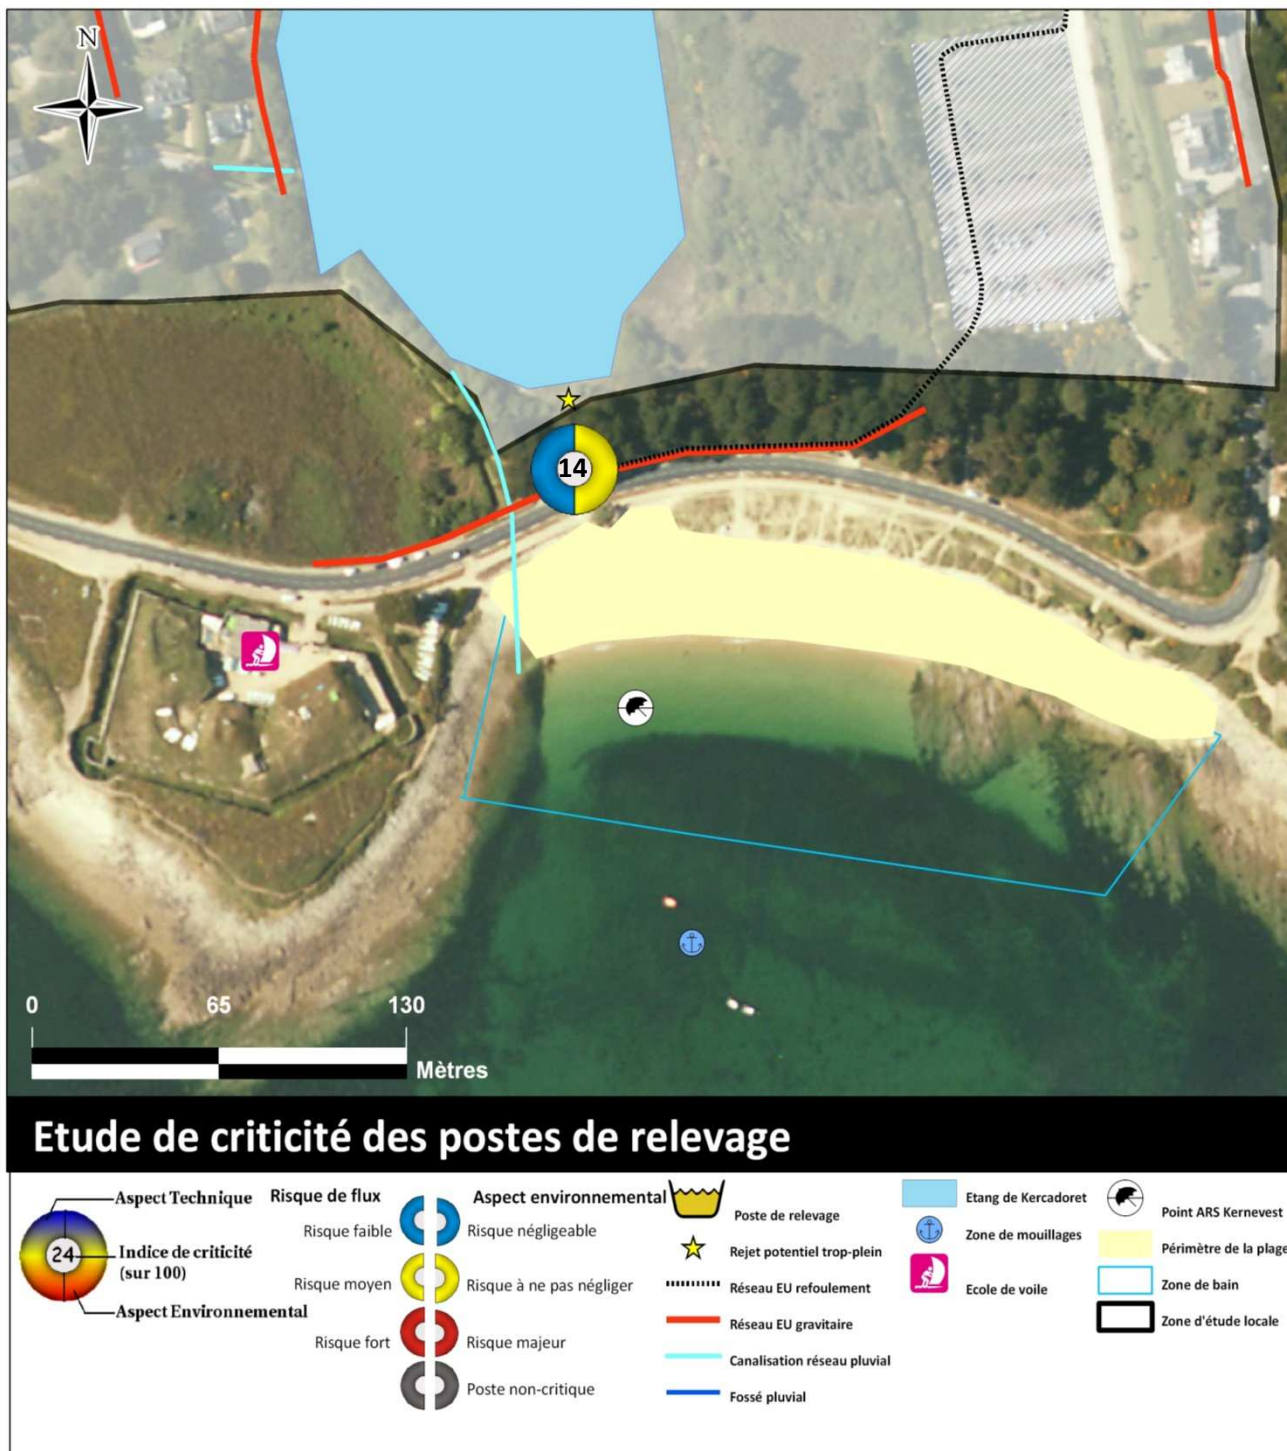 N
14
0 65 130
Mètres
Etude de criticité des postes de relevage
Aspect Technique
24
Indice de criticité
(sur 100)
Aspect Environnemental
Risque de flux
Risque faible
Risque moyen
Risque fort
Aspect environnemental
Risque négligeable
Risque à ne pas négliger
Risque majeur
Poste non-critique
Poste de relevage
Rejet potentiel trop-plein
Réseau EU refoulement
Réseau EU gravitaire
Canalisation réseau pluvial
Fossé pluvial
Etang de Kercadoret
Zone de mouillages
Ecole de voile
Point ARS Kernevest
Périmètre de la plage
Zone de bain
Zone d'étude locale